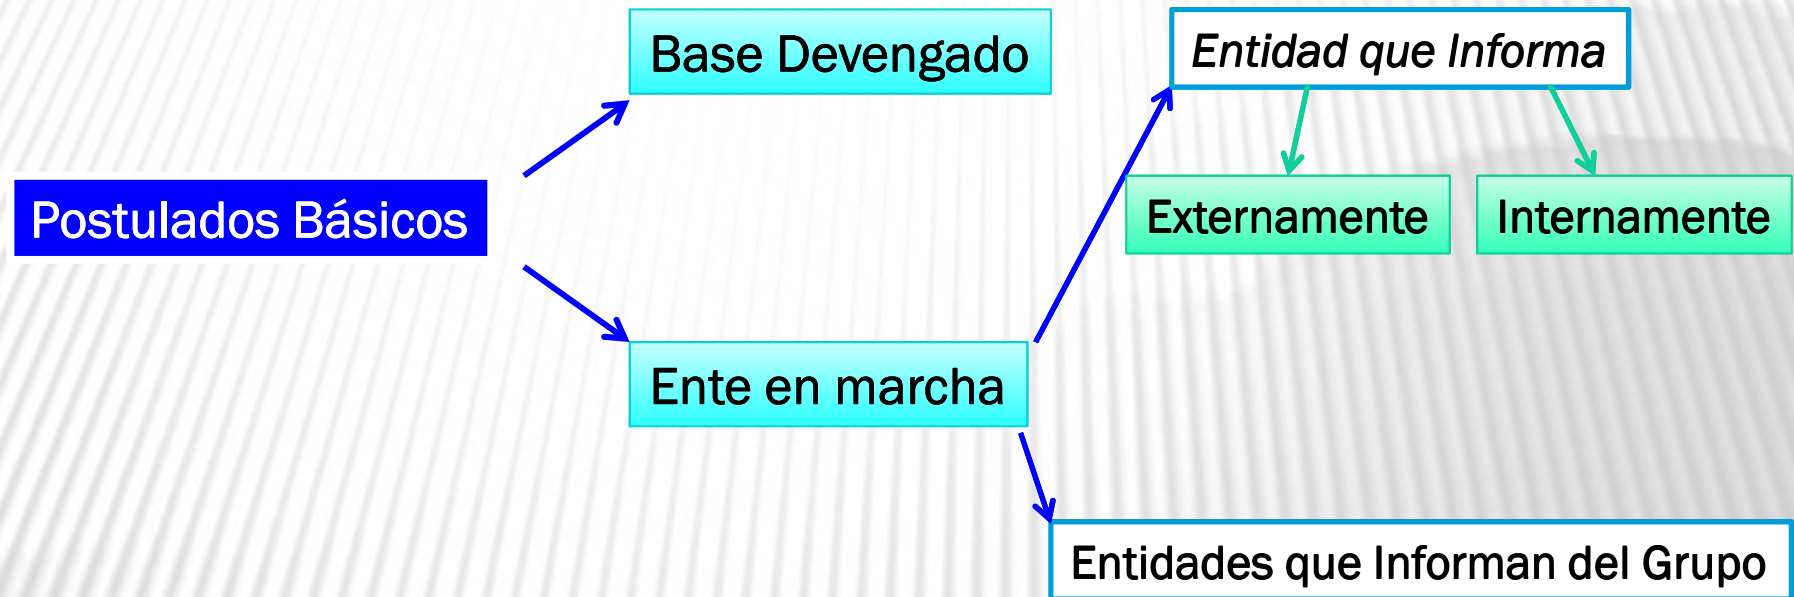 Base Devengado
Entidad que Informa
Postulados Básicos
Externamente
Internamente
Ente en marcha
Entidades que Informan del Grupo